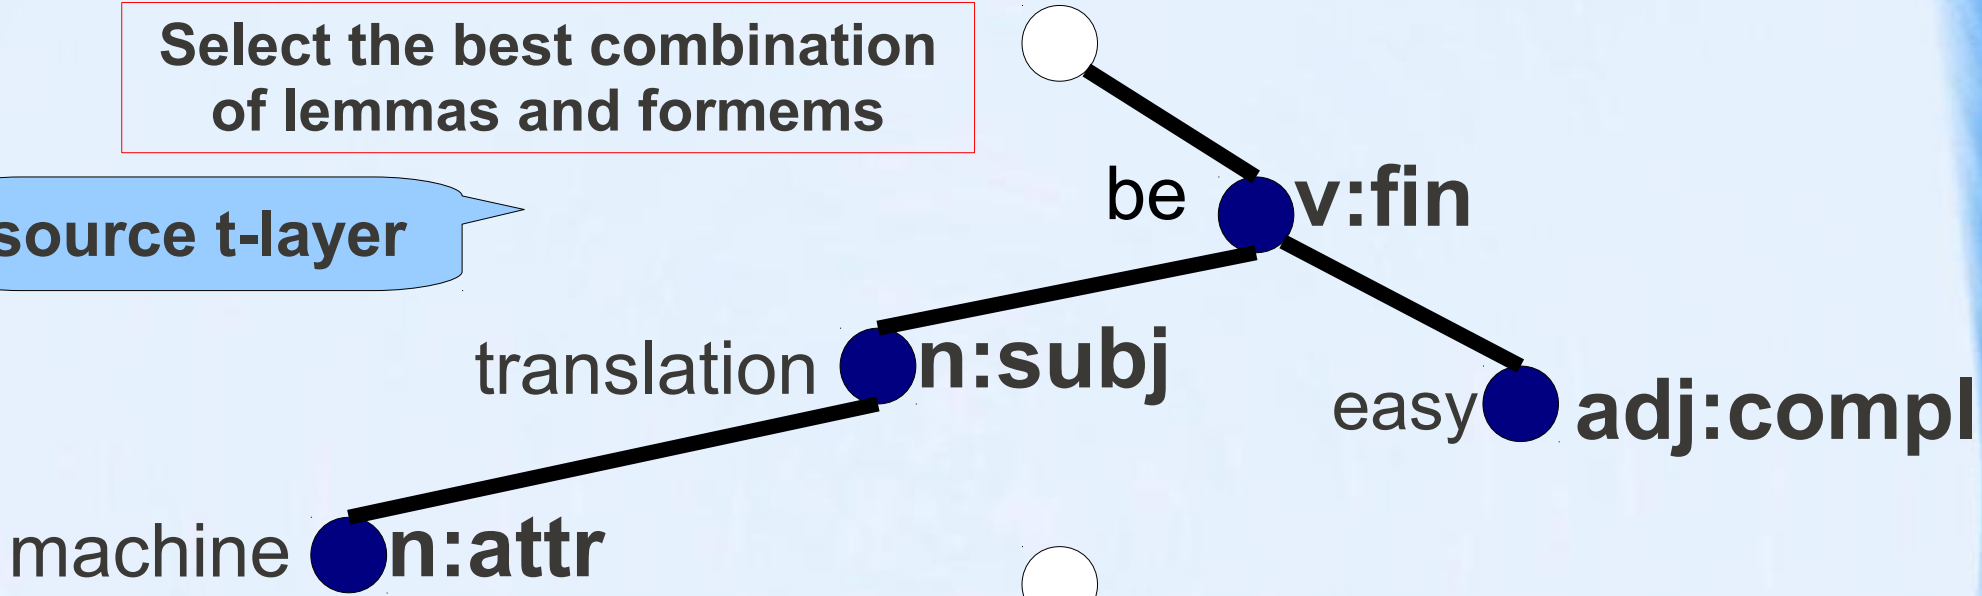 Select the best combination
of lemmas and formems
be v:fin
source t-layer
translation n:subj
easy adj:compl
machine n:attr